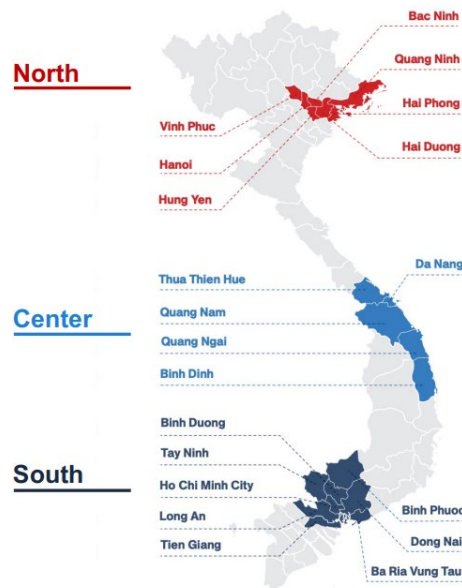 North
Bac Ninh
Quang Ninh
Hai Phong
Vinh Phuc
Hai Duong
Hanoi
Hung Yen
Center
Da Nang
Thua Thien Hue
Quang Nam
Quang Ngai
Binh Dinh
South
Binh Duong
Tay Ninh
Ho Chi Minh City
Binh Phuoc
Long An
Dong Nai
Tien Giang
Ba Ria Vung Tau